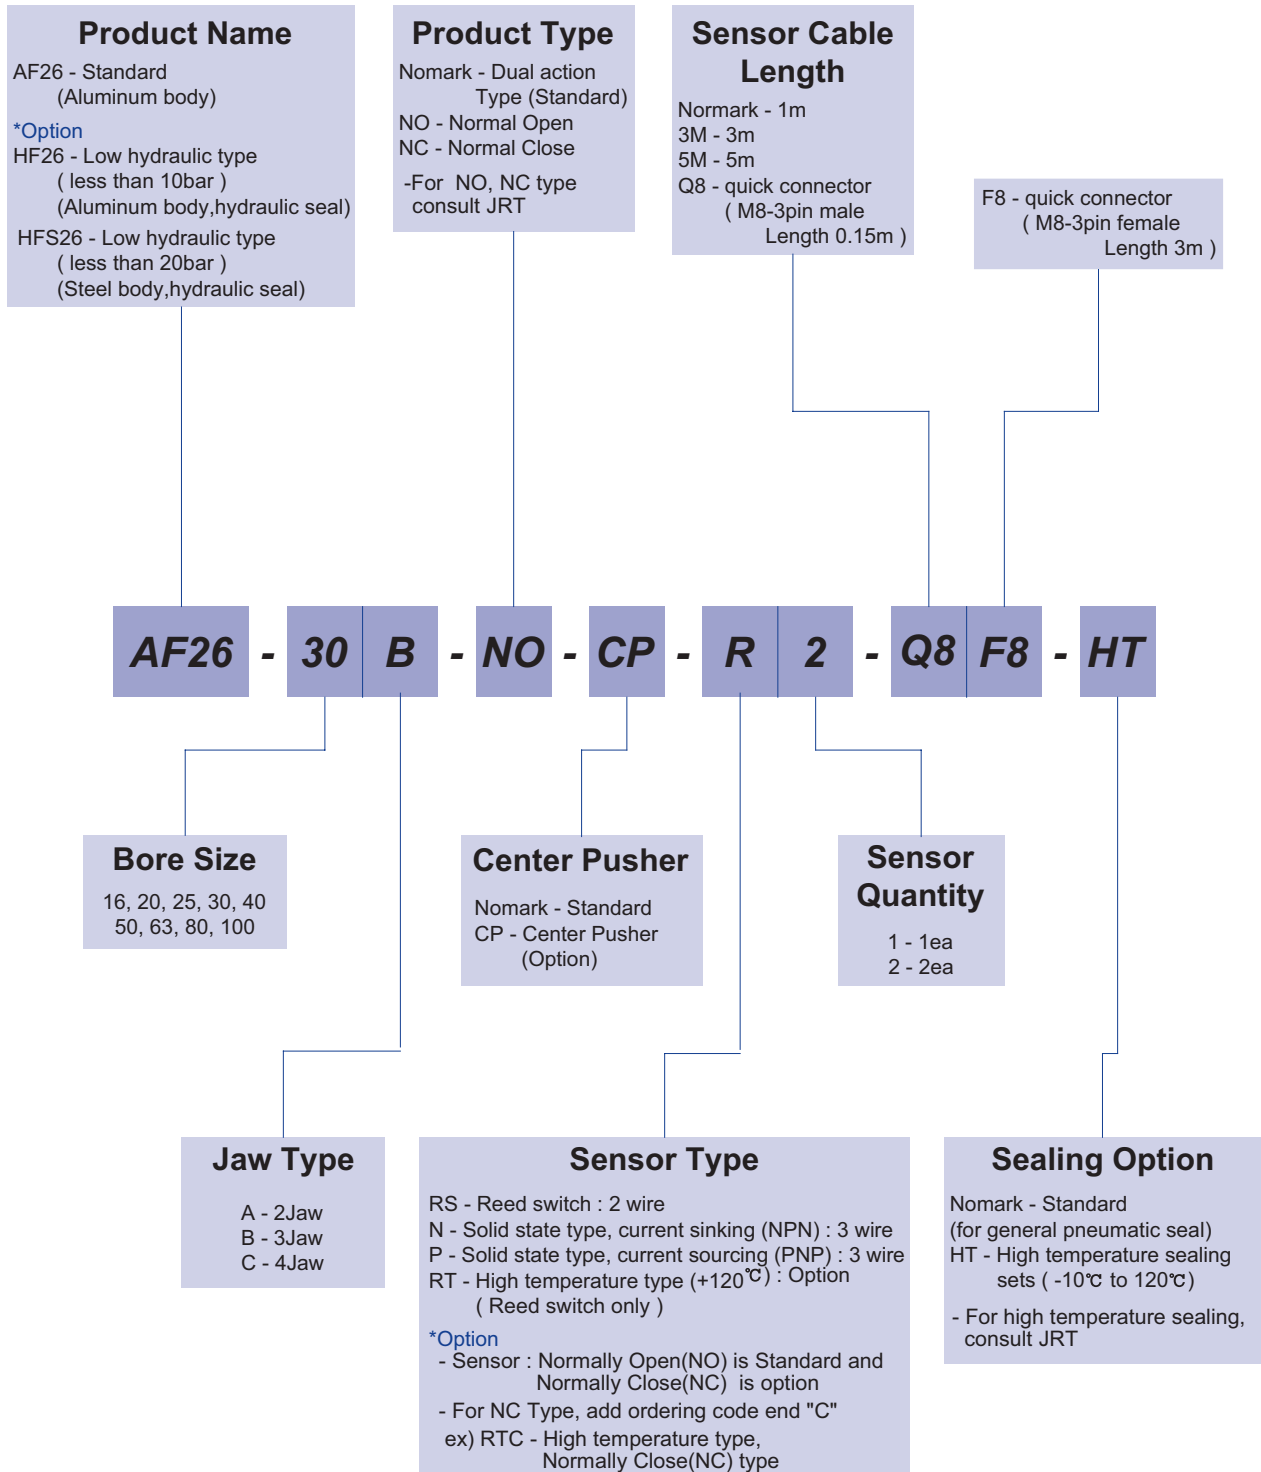 Product Name
AF26 - Standard
(Aluminum body)
*Option
HF26 - Low hydraulic type
( less than 10bar )
(Aluminum body,hydraulic seal)
HFS26 - Low hydraulic type
( less than 20bar )
(Steel body,hydraulic seal)
Product Type
Nomark - Dual action
Type (Standard)
NO - Normal Open
NC - Normal Close
-For NO, NC type
consult JRT
Sensor Cable
Length
Normark - 1m
3M - 3m
5M - 5m
Q8 - quick connector
( M8-3pin male
Length 0.15m )
F8 - quick connector
( M8-3pin female
Length 3m )
AF26 - 30 B - NO - CP - R 2 - Q8 F8 - HT
Bore Size
16, 20, 25, 30, 40
50, 63, 80, 100
Center Pusher
Nomark - Standard
CP - Center Pusher
(Option)
Sensor
Quantity
1 - 1ea
2 - 2ea
Jaw Type
A - 2Jaw
B - 3Jaw
C - 4Jaw
Sensor Type
RS - Reed switch : 2 wire
N - Solid state type, current sinking (NPN) : 3 wire
P - Solid state type, current sourcing (PNP) : 3 wire
RT - High temperature type (+120℃) : Option
( Reed switch only )
*Option
- Sensor : Normally Open(NO) is Standard and
Normally Close(NC) is option
- For NC Type, add ordering code end "C"
ex) RTC - High temperature type,
Normally Close(NC) type
Sealing Option
Nomark - Standard
(for general pneumatic seal)
HT - High temperature sealing
sets ( -10℃ to 120℃)
- For high temperature sealing,
consult JRT